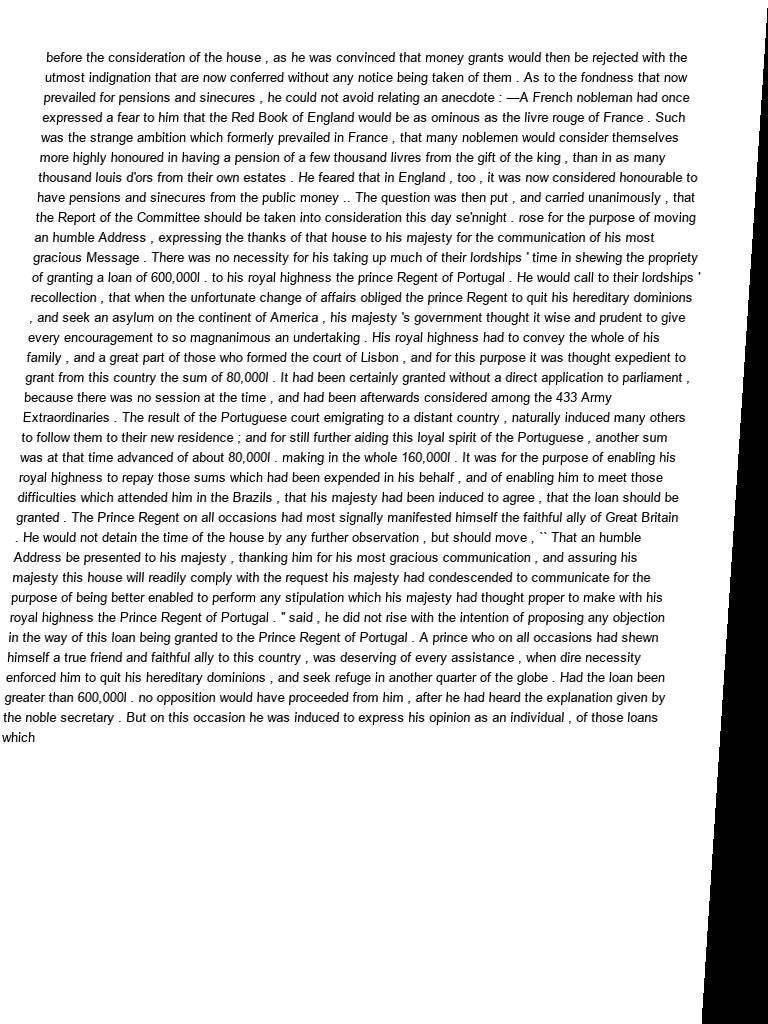 before the consideration of the house , as he was convinced that money grants would then be rejected with the
utmost indignation that are now conferred without any notice being taken of them . As to the fondness that now
prevailed for pensions and sinecures , he could not avoid relating an anecdote : —A French nobleman had once
expressed a fear to him that the Red Book of England would be as ominous as the livre rouge of France . Such
was the strange ambition which formerly prevailed in France , that many noblemen would consider themselves
more highly honoured in having a pension of a few thousand livres from the gift of the king , than in as many
thousand louis d'ors from their own estates . He feared that in England , too , it was now considered honourable to
have pensions and sinecures from the public money .. The question was then put , and carried unanimously , that
the Report of the Committee should be taken into consideration this day se'nnight . rose for the purpose of moving
an humble Address , expressing the thanks of that house to his majesty for the communication of his most
gracious Message . There was no necessity for his taking up much of their lordships ' time in shewing the propriety
of granting a loan of 600,000l . to his royal highness the prince Regent of Portugal . He would call to their lordships '
recollection , that when the unfortunate change of affairs obliged the prince Regent to quit his hereditary dominions
, and seek an asylum on the continent of America , his majesty 's government thought it wise and prudent to give
every encouragement to so magnanimous an undertaking . His royal highness had to convey the whole of his
family , and a great part of those who formed the court of Lisbon , and for this purpose it was thought expedient to
grant from this country the sum of 80,000l . It had been certainly granted without a direct application to parliament ,
because there was no session at the time , and had been afterwards considered among the 433 Army
Extraordinaries . The result of the Portuguese court emigrating to a distant country , naturally induced many others
to follow them to their new residence ; and for still further aiding this loyal spirit of the Portuguese , another sum
was at that time advanced of about 80,000l . making in the whole 160,000l . It was for the purpose of enabling his
royal highness to repay those sums which had been expended in his behalf , and of enabling him to meet those
difficulties which attended him in the Brazils , that his majesty had been induced to agree , that the loan should be
granted . The Prince Regent on all occasions had most signally manifested himself the faithful ally of Great Britain
. He would not detain the time of the house by any further observation , but should move , `` That an humble
Address be presented to his majesty , thanking him for his most gracious communication , and assuring his
majesty this house will readily comply with the request his majesty had condescended to communicate for the
purpose of being better enabled to perform any stipulation which his majesty had thought proper to make with his
royal highness the Prince Regent of Portugal . " said , he did not rise with the intention of proposing any objection
in the way of this loan being granted to the Prince Regent of Portugal . A prince who on all occasions had shewn
himself a true friend and faithful ally to this country , was deserving of every assistance , when dire necessity
enforced him to quit his hereditary dominions , and seek refuge in another quarter of the globe . Had the loan been
greater than 600,000l . no opposition would have proceeded from him , after he had heard the explanation given by
the noble secretary . But on this occasion he was induced to express his opinion as an individual , of those loans
which